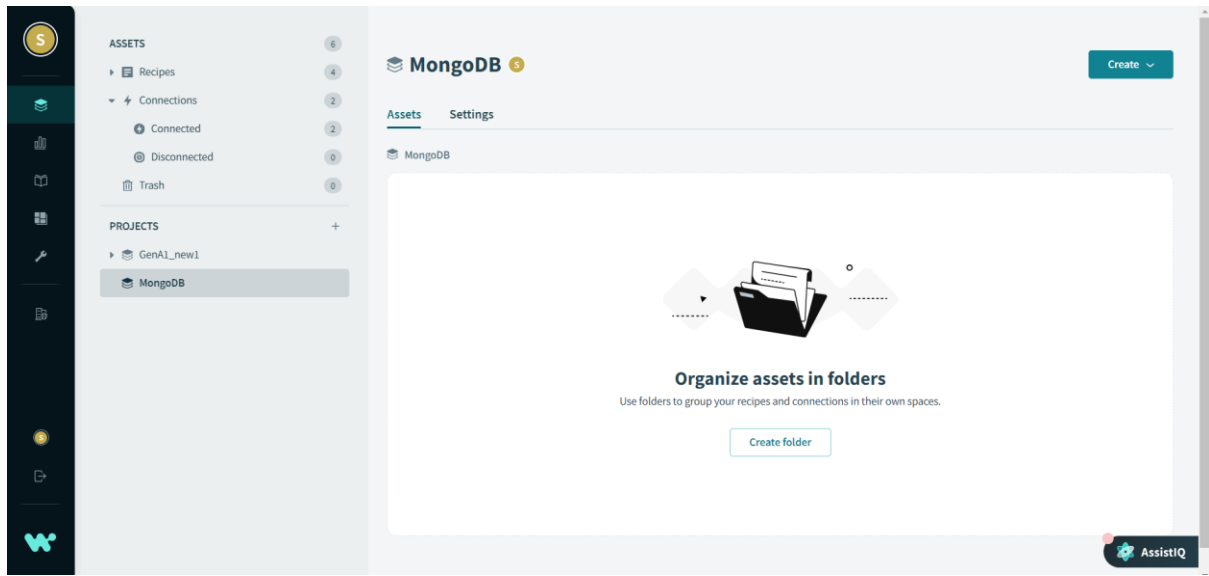 S
ASSETS 6
Recipes 4
Connections 2
Connected 2
Disconnected 0
Trash 0
PROJECTS +
GenA1_new1
MongoDB
S
MongoDB S
Create
Assets Settings
MongoDB
Organize assets in folders
Use folders to group your recipes and connections in their own spaces.
Create folder
AssistIQ